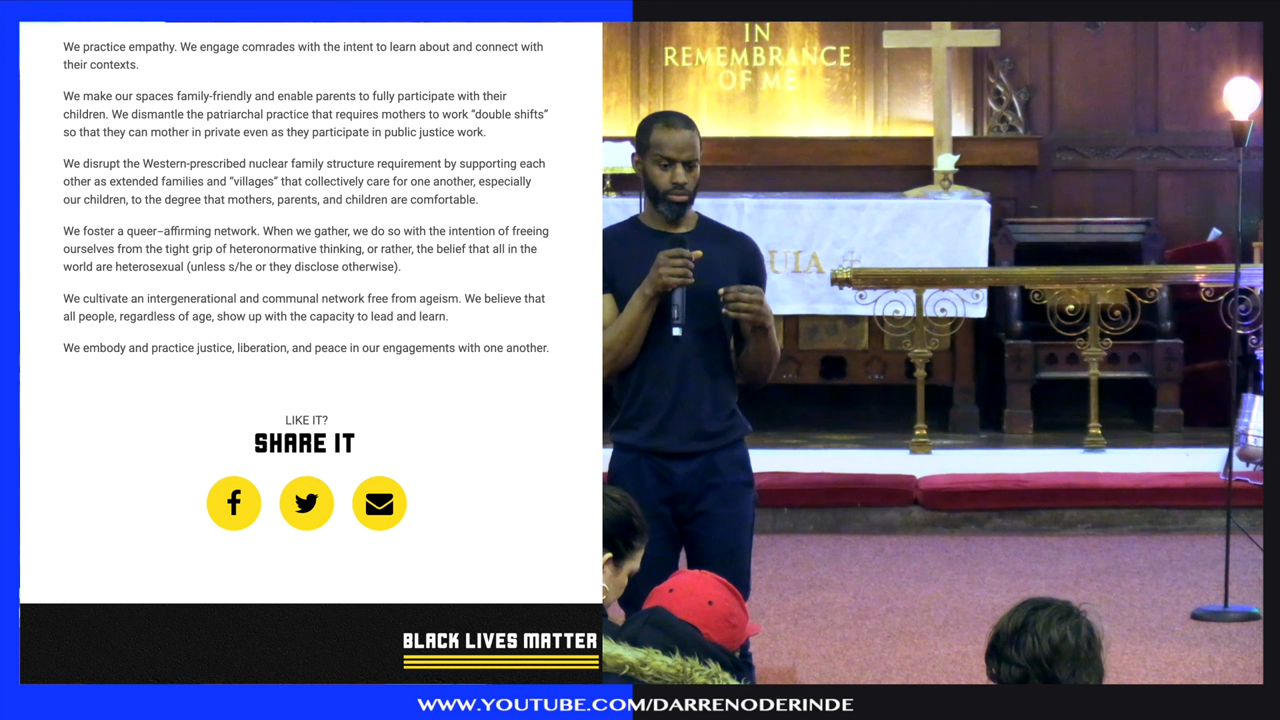 We practice empathy. We engage comrades with the intent to learn about and connect with
their contexts.
We make our spaces family-friendly and enable parents to fully participate with their
children. We dismantle the patriarchal practice that requires mothers to work “double shifts”
so that they can mother in private even as they participate in public justice work.
We disrupt the Western-prescribed nuclear family structure requirement by supporting each
other as extended families and “villages” that collectively care for one another, especially
our children, to the degree that mothers, parents, and children are comfortable.
We foster a queer–affirming network. When we gather, we do so with the intention of freeing
ourselves from the tight grip of heteronormative thinking, or rather, the belief that all in the
world are heterosexual (unless s/he or they disclose otherwise).
We cultivate an intergenerational and communal network free from ageism. We believe that
all people, regardless of age, show up with the capacity to lead and learn.
We embody and practice justice, liberation, and peace in our engagements with one another.
LIKE IT?
SHARE IT
BLACK LIVES MATTER
IN
REMEMBRANCE
OF ME
UIA
WWW.YOUTUBE.COM/DARRENODERINDE